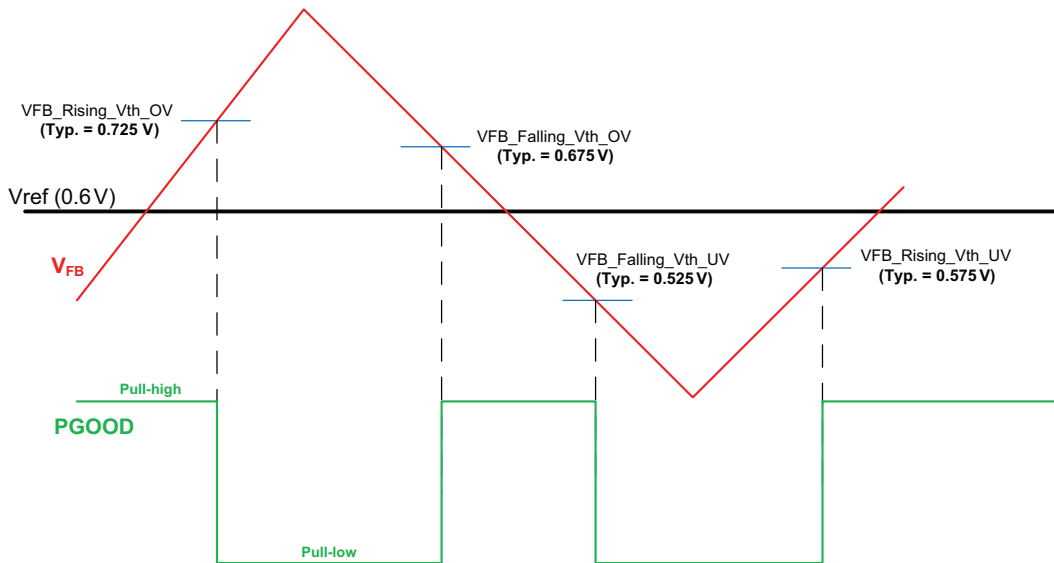 VFB_Rising_Vth_OV
(Typ. = 0.725 V)
VFB_Falling_Vth_OV
(Typ. = 0.675 V)
Vref (0.6 V)
VFB
VFB_Falling_Vth_UV
(Typ. = 0.525 V)
VFB_Rising_Vth_UV
(Typ. = 0.575 V)
Pull-high
PGOOD
Pull-low